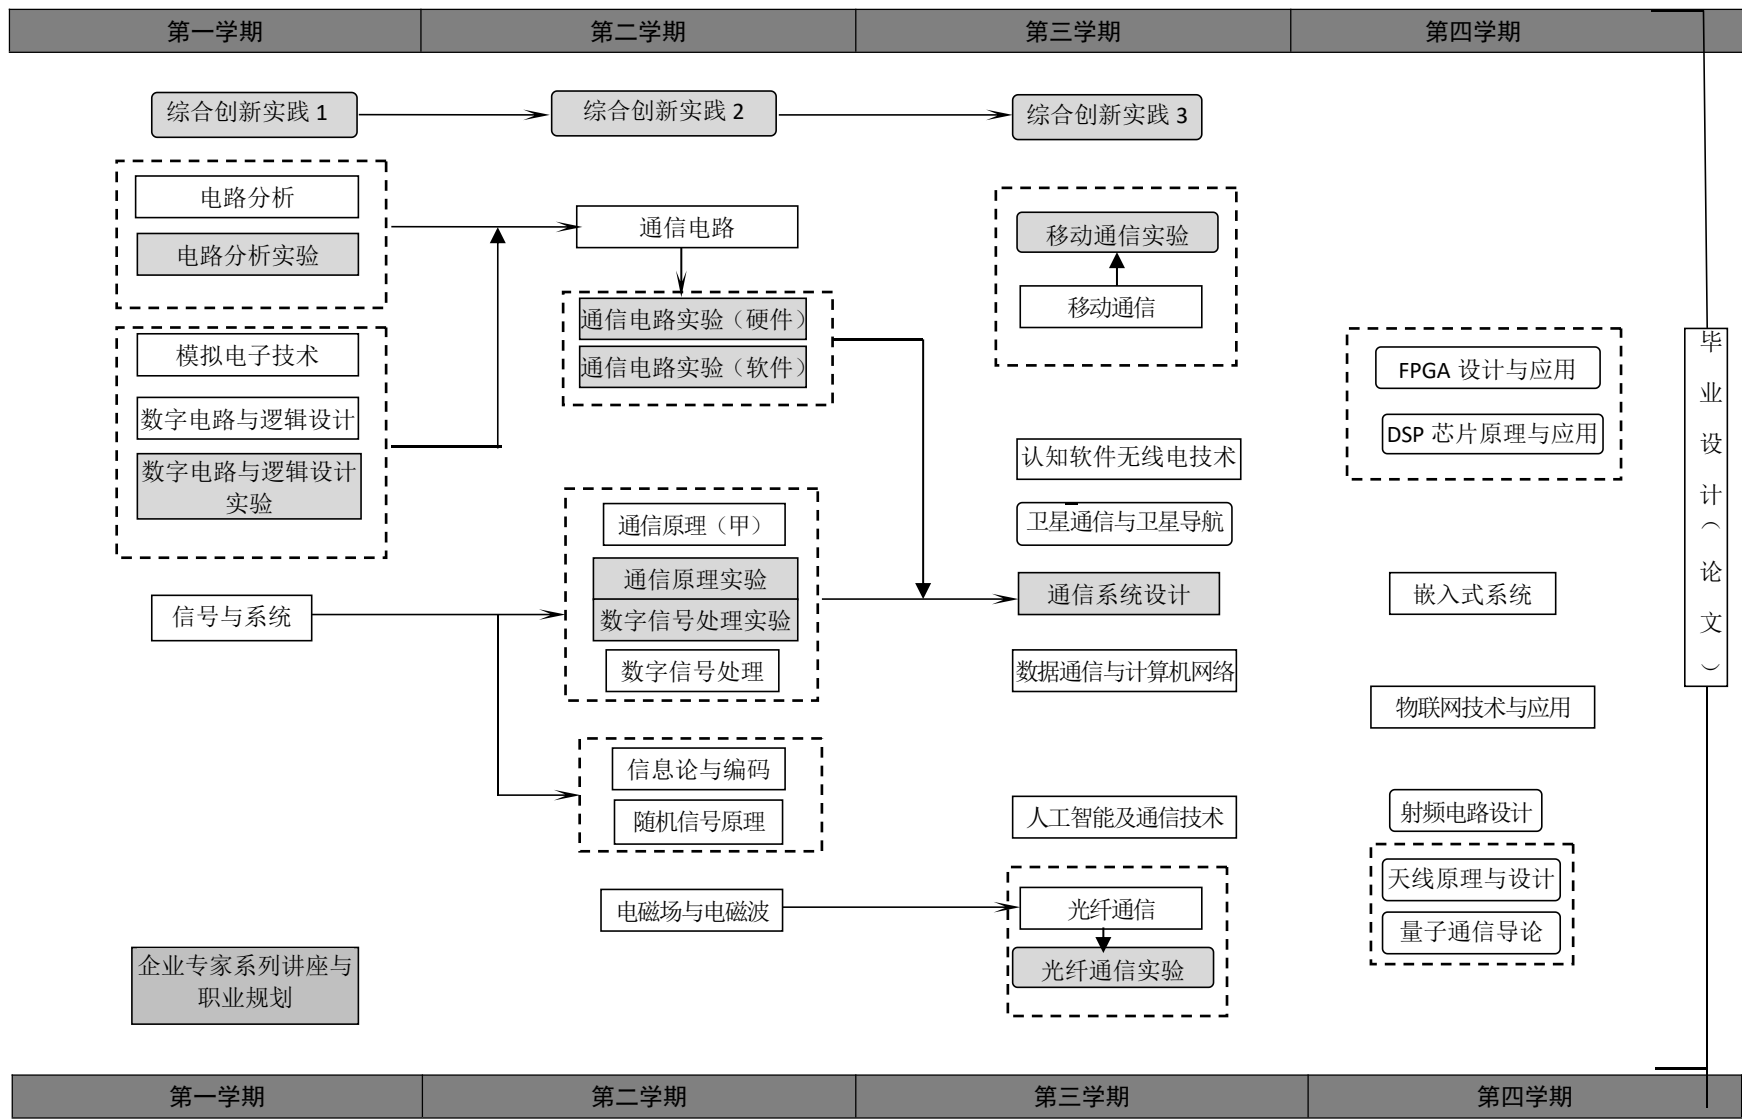 第一学期
第二学期
第三学期
第四学期
综合创新实践 1
综合创新实践 2
综合创新实践 3
电路分析
电路分析实验
模拟电子技术
数字电路与逻辑设计
数字电路与逻辑设计
实验
信号与系统
企业专家系列讲座与
职业规划
通信电路
通信电路实验（硬件）
通信电路实验（软件）
通信原理（甲）
通信原理实验
数字信号处理实验
数字信号处理
信息论与编码
随机信号原理
电磁场与电磁波
移动通信实验
移动通信
认知软件无线电技术
卫星通信与卫星导航
通信系统设计
数据通信与计算机网络
人工智能及通信技术
光纤通信
光纤通信实验
FPGA 设计与应用
DSP 芯片原理与应用
嵌入式系统
物联网技术与应用
射频电路设计
天线原理与设计
量子通信导论
毕业设计（论文）
第一学期
第二学期
第三学期
第四学期